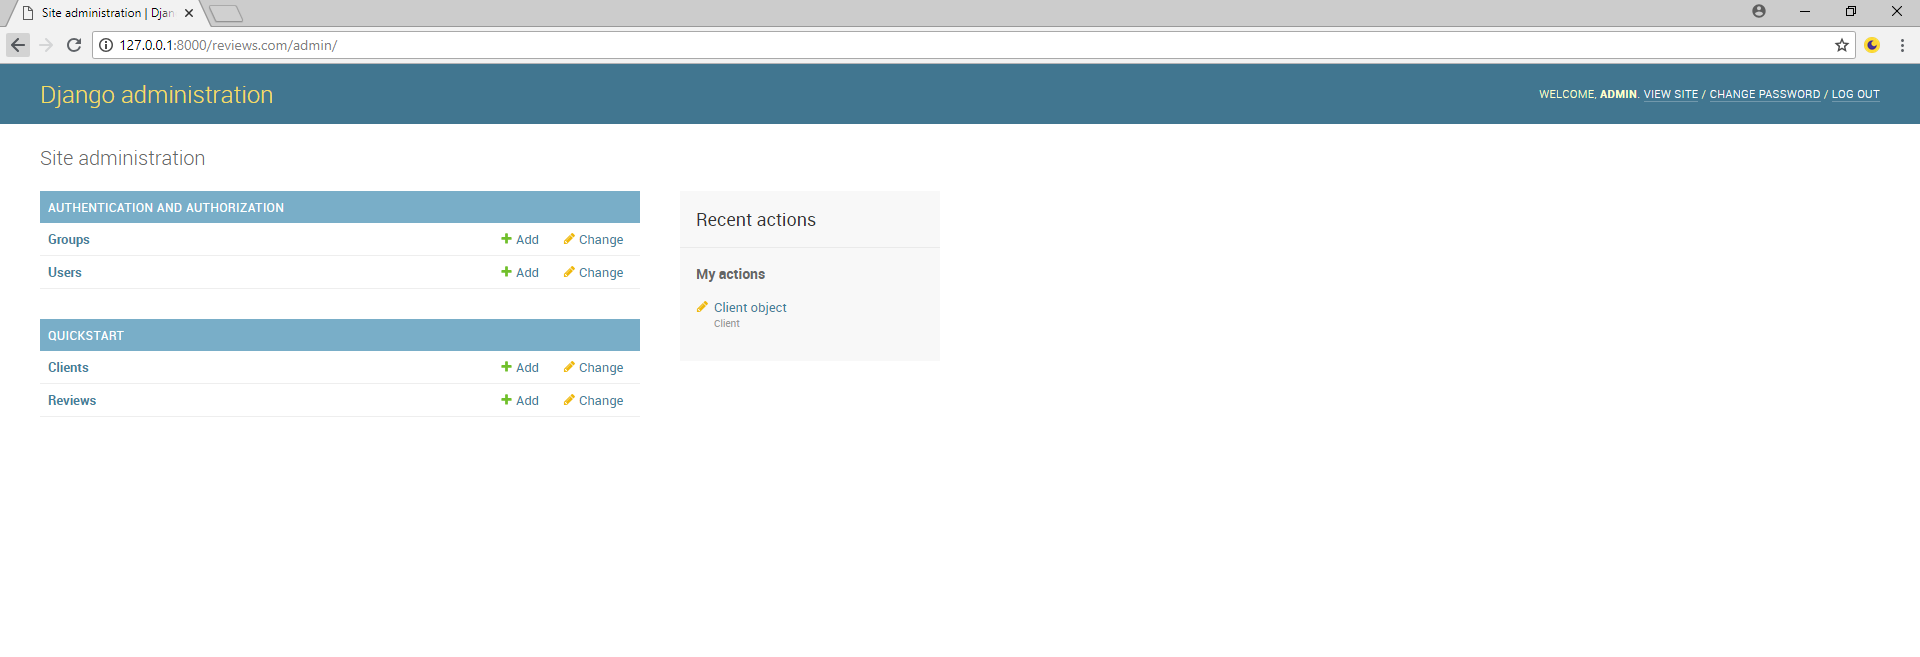 Site administration | Djan
127.0.0.1:8000/reviews.com/admin/
Django administration
WELCOME, ADMIN. VIEW SITE / CHANGE PASSWORD / LOG OUT
Site administration
AUTHENTICATION AND AUTHORIZATION
Groups Add Change
Users Add Change
QUICKSTART
Clients Add Change
Reviews Add Change
Recent actions
My actions
Client object
Client